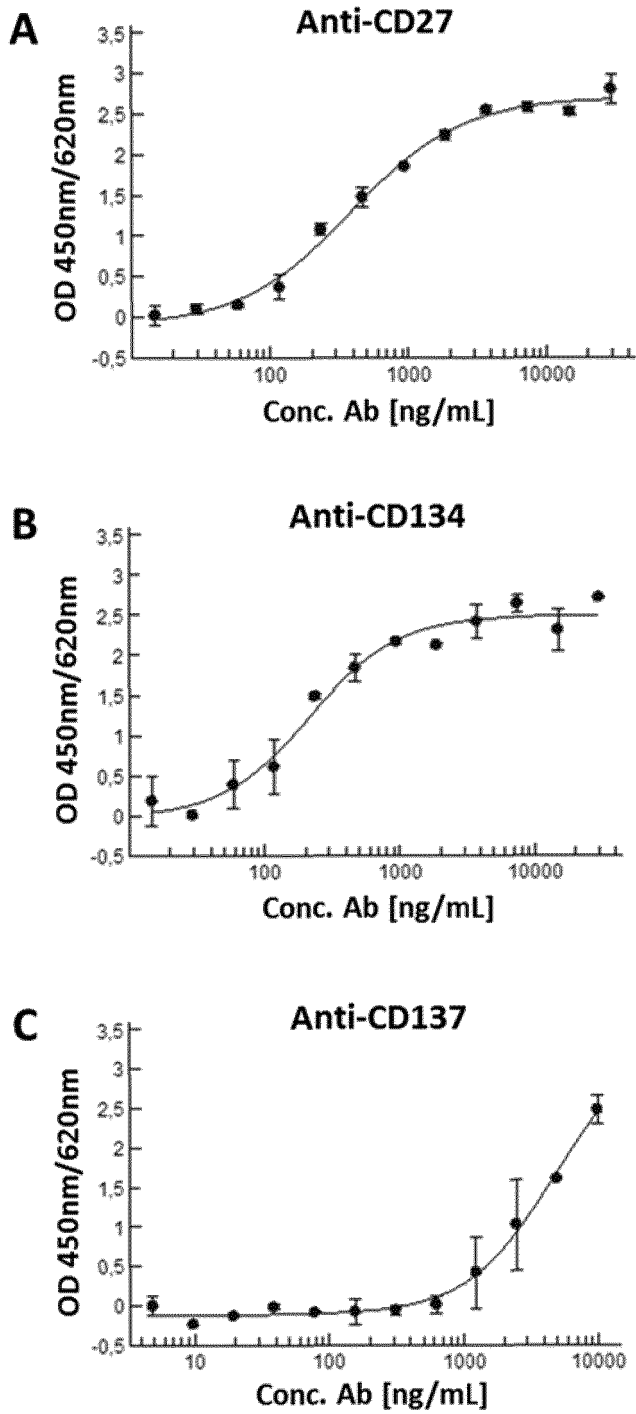 A
Anti-CD27
OD 450nm/620nm
3,5
3
2,5
2
1,5
1
0,5
0
-0,5
100 1000 10000
Conc. Ab [ng/mL]
B
Anti-CD134
OD 450nm/620nm
3,5
3
2,5
2
1,5
1
0,5
0
-0,5
100 1000 10000
Conc. Ab [ng/mL]
C
Anti-CD137
OD 450nm/620nm
3,5
3
2,5
2
1,5
1
0,5
0
-0,5
10 100 1000 10000
Conc. Ab [ng/mL]